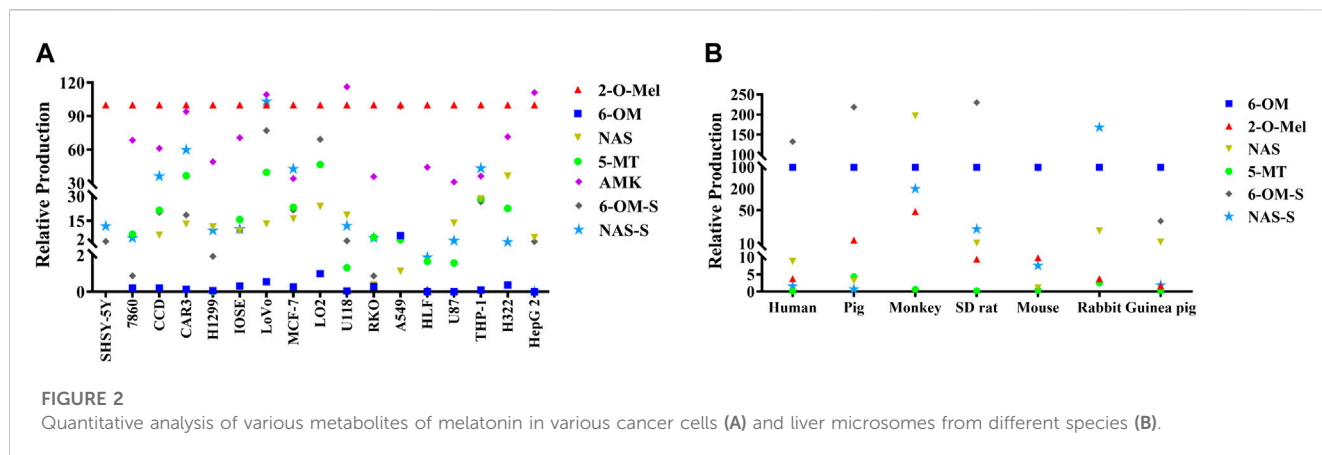 A
Relative Production
120
90
60
30
30
15
2
2
0
SHSY-5Y
7860
CCD
CAR3
H1299
IOSE
LoVo
MCF-7
LO2
U118
RKO
A549
HLF
U87
THP-1
H322
HepG 2
2-O-Mel
6-OM
NAS
5-MT
AMK
6-OM-S
NAS-S
B
Relative Production
250
200
150
100
100
200
50
10
10
5
0
Human Pig Monkey SD rat Mouse Rabbit Guinea pig
6-OM
2-O-Mel
NAS
5-MT
6-OM-S
NAS-S
FIGURE 2
Quantitative analysis of various metabolites of melatonin in various cancer cells (A) and liver microsomes from different species (B).